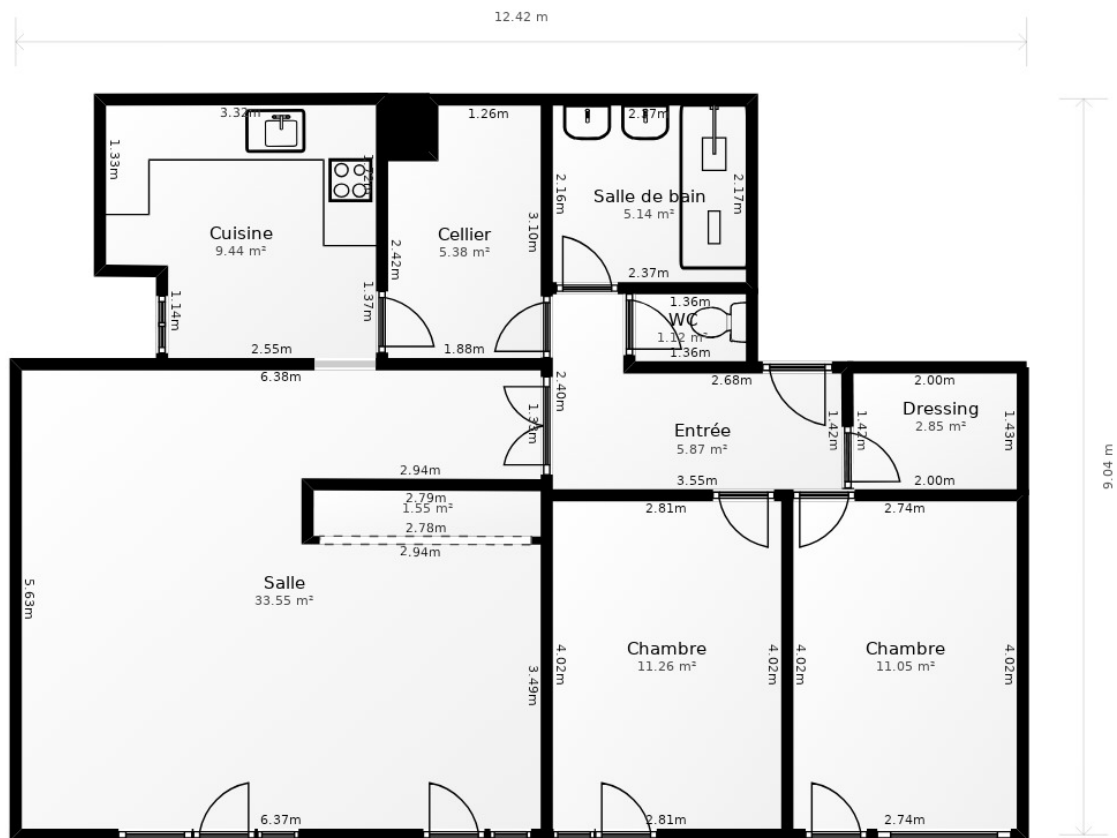 12.42 m
3.32m
1.26m
2.37m
1.33m
1.72m
2.16m
2.17m
Salle de bain
5.14 m²
Cuisine
9.44 m²
Cellier
5.38 m²
3.10m
2.42m
2.37m
1.14m
1.37m
1.36m
WC
1.12 m²
1.36m
2.55m
1.88m
6.38m
2.40m
2.68m
2.00m
Dressing
2.85 m²
1.42m
1.42m
1.43m
Entrée
5.87 m²
9.04 m
2.94m
3.55m
2.00m
2.79m
1.55 m²
2.78m
2.94m
2.81m
2.74m
Salle
33.55 m²
5.63m
3.49m
4.02m
Chambre
11.26 m²
4.02m
4.02m
Chambre
11.05 m²
4.02m
6.37m
2.81m
2.74m